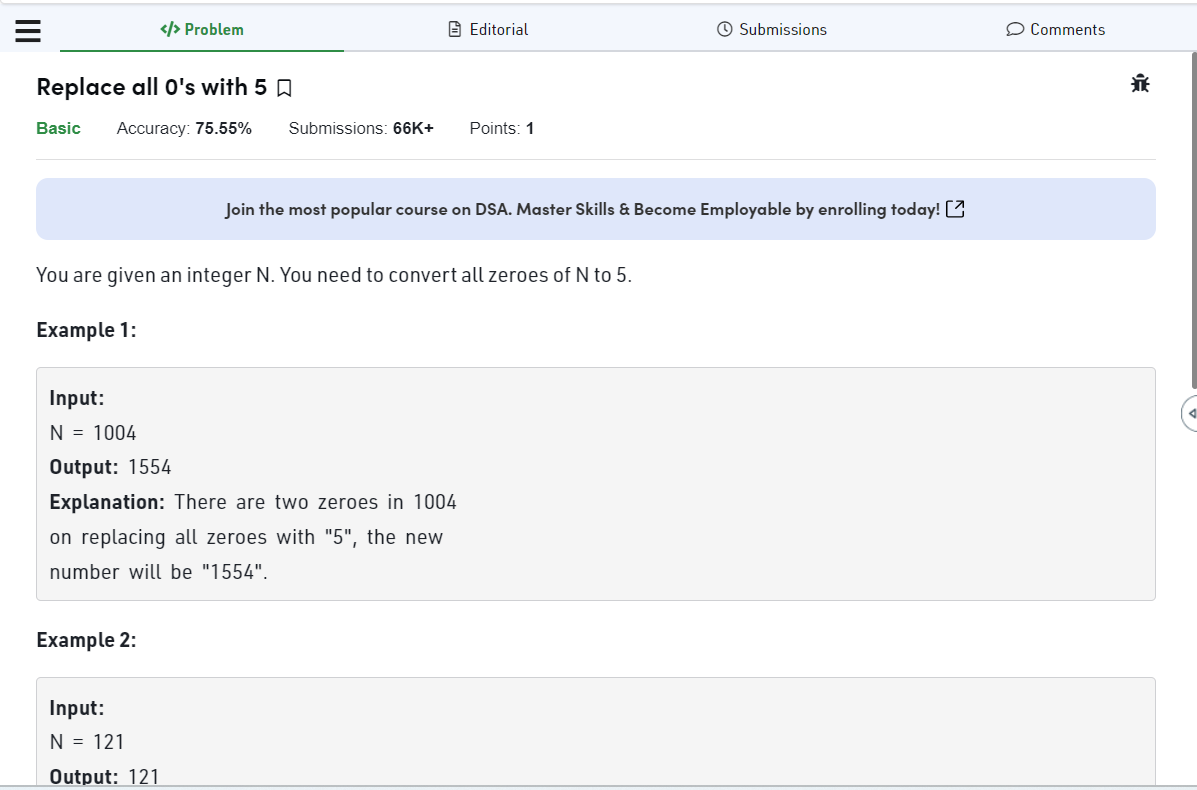 </> Problem
Editorial
Submissions
Comments
Replace all 0's with 5
Basic Accuracy: 75.55% Submissions: 66K+ Points: 1
Join the most popular course on DSA. Master Skills & Become Employable by enrolling today!
You are given an integer N. You need to convert all zeroes of N to 5.
Example 1:
Input:
N = 1004
Output: 1554
Explanation: There are two zeroes in 1004
on replacing all zeroes with "5", the new
number will be "1554".
Example 2:
Input:
N = 121
Output: 121